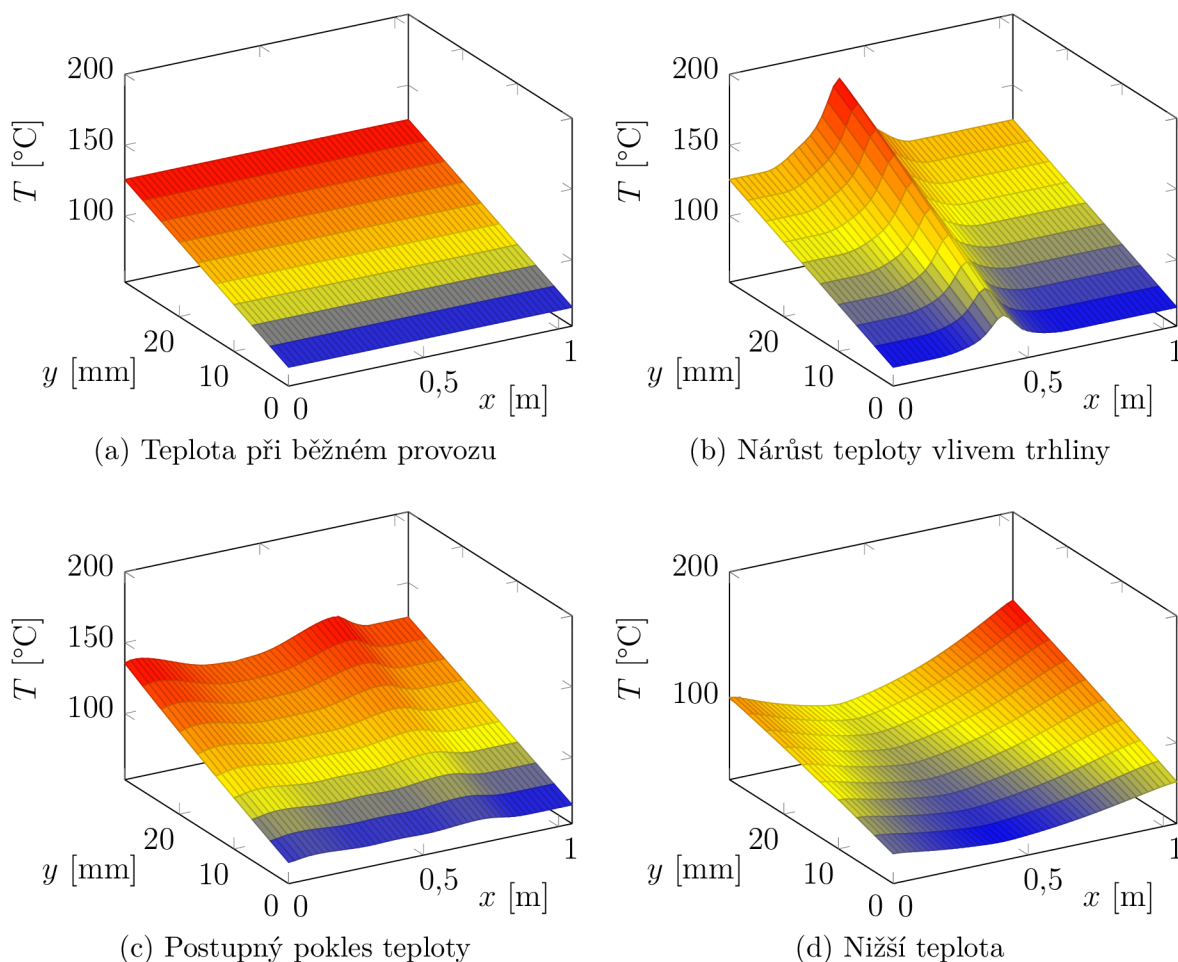 200
150
100
T [°C]
20
10
0
y [mm]
0
0,5
1
x [m]
(a) Teplota při běžném provozu
200
150
100
T [°C]
20
10
0
y [mm]
0
0,5
1
x [m]
(b) Nárůst teploty vlivem trhliny
200
150
100
T [°C]
20
10
0
y [mm]
0
0,5
1
x [m]
(c) Postupný pokles teploty
200
100
T [°C]
20
10
0
y [mm]
0
0,5
1
x [m]
(d) Nižší teplota